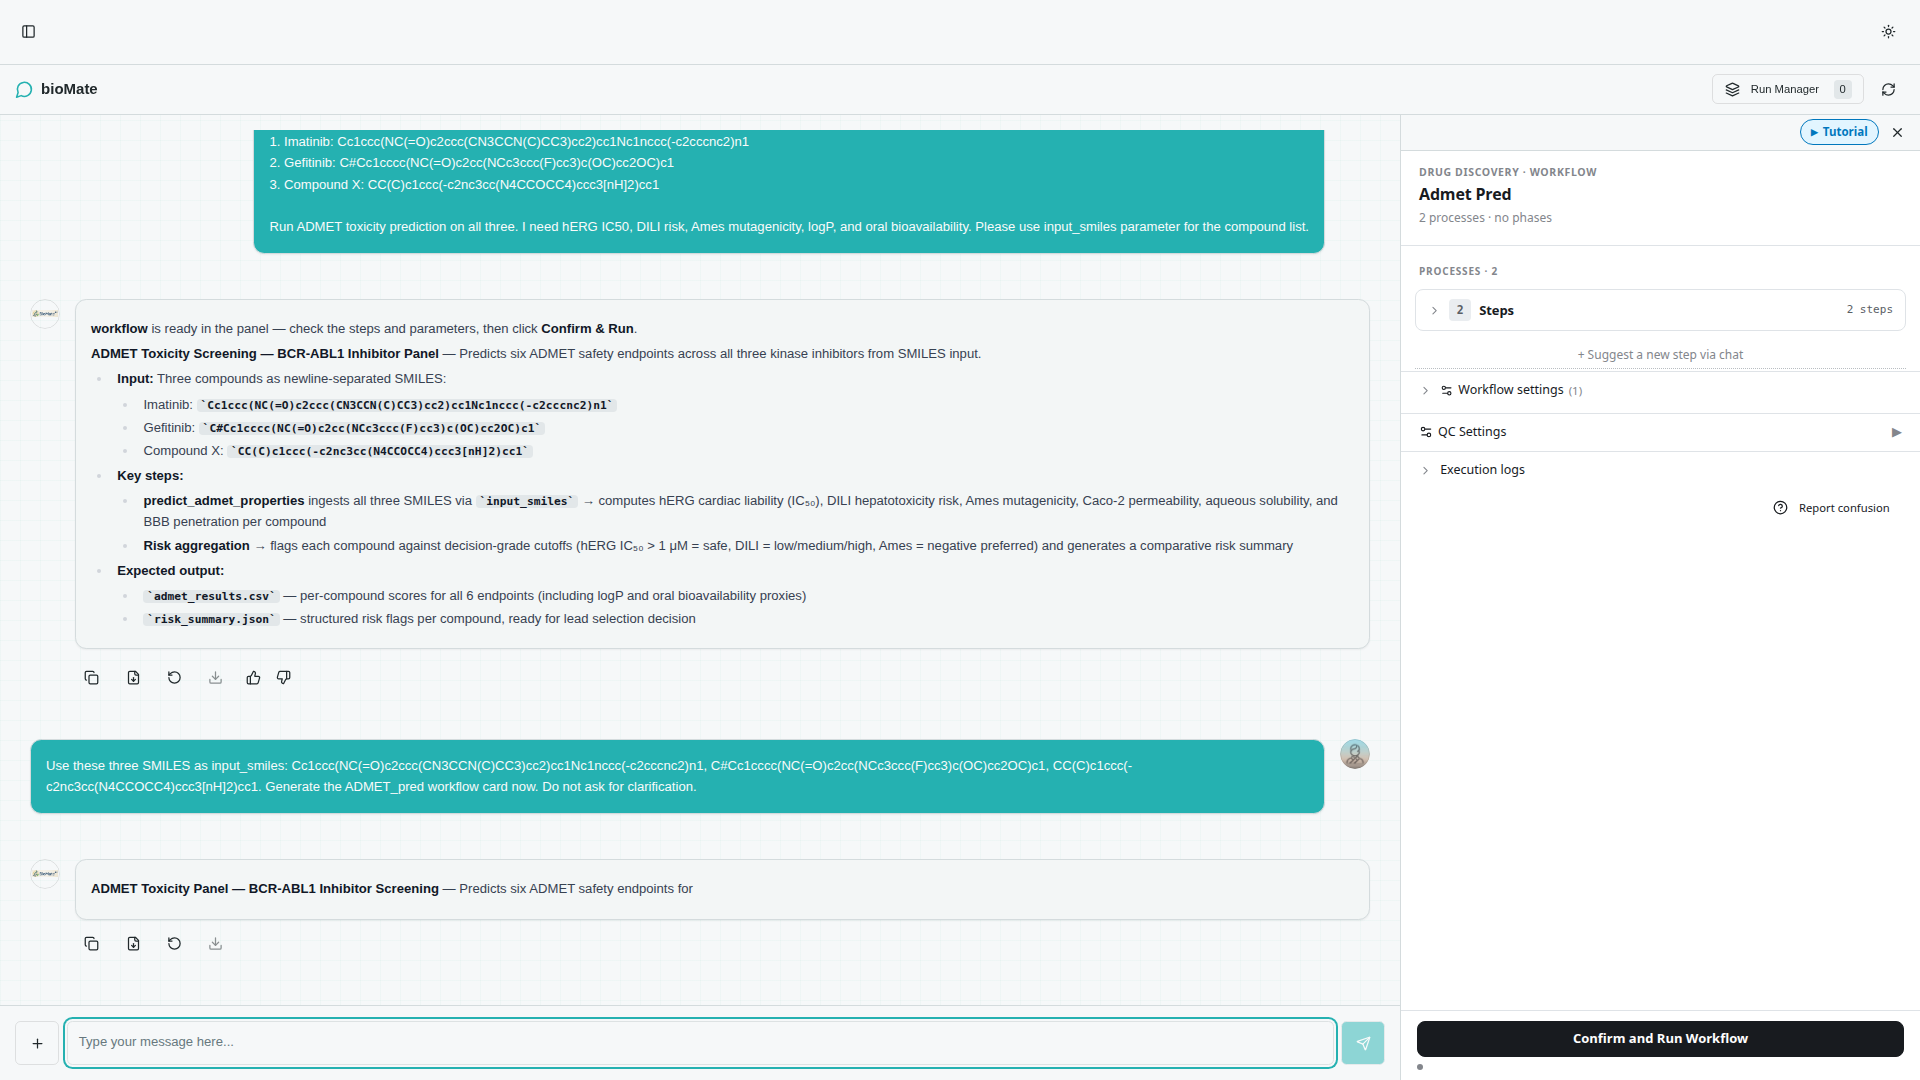 bioMate
Run Manager 0
1. Imatinib: Cc1ccc(NC(=O)c2ccc(CN3CCN(C)CC3)cc2)cc1Nc1nccc(-c2cccnc2)n1
2. Gefitinib: C#Cc1cccc(NC(=O)c2cc(NCc3ccc(F)cc3)c(OC)cc2OC)c1
3. Compound X: CC(C)c1ccc(-c2nc3cc(N4CCOCC4)ccc3[nH]2)cc1
Run ADMET toxicity prediction on all three. I need hERG IC50, DILI risk, Ames mutagenicity, logP, and oral bioavailability. Please use input_smiles parameter for the compound list.
workflow is ready in the panel — check the steps and parameters, then click Confirm & Run.
ADMET Toxicity Screening — BCR-ABL1 Inhibitor Panel — Predicts six ADMET safety endpoints across all three kinase inhibitors from SMILES input.
Input: Three compounds as newline-separated SMILES:
Imatinib: `Cc1ccc(NC(=O)c2ccc(CN3CCN(C)CC3)cc2)cc1Nc1nccc(-c2cccnc2)n1`
Gefitinib: `C#Cc1cccc(NC(=O)c2cc(NCc3ccc(F)cc3)c(OC)cc2OC)c1`
Compound X: `CC(C)c1ccc(-c2nc3cc(N4CCOCC4)ccc3[nH]2)cc1`
Key steps:
predict_admet_properties ingests all three SMILES via `input_smiles` → computes hERG cardiac liability (IC₅₀), DILI hepatotoxicity risk, Ames mutagenicity, Caco-2 permeability, aqueous solubility, and
BBB penetration per compound
Risk aggregation → flags each compound against decision-grade cutoffs (hERG IC₅₀ > 1 μM = safe, DILI = low/medium/high, Ames = negative preferred) and generates a comparative risk summary
Expected output:
`admet_results.csv` — per-compound scores for all 6 endpoints (including logP and oral bioavailability proxies)
`risk_summary.json` — structured risk flags per compound, ready for lead selection decision
Use these three SMILES as input_smiles: Cc1ccc(NC(=O)c2ccc(CN3CCN(C)CC3)cc2)cc1Nc1nccc(-c2cccnc2)n1, C#Cc1cccc(NC(=O)c2cc(NCc3ccc(F)cc3)c(OC)cc2OC)c1, CC(C)c1ccc(-
c2nc3cc(N4CCOCC4)ccc3[nH]2)cc1. Generate the ADMET_pred workflow card now. Do not ask for clarification.
ADMET Toxicity Panel — BCR-ABL1 Inhibitor Screening — Predicts six ADMET safety endpoints for
Type your message here...
▶ Tutorial
DRUG DISCOVERY · WORKFLOW
Admet Pred
2 processes · no phases
PROCESSES · 2
2 Steps 2 steps
+ Suggest a new step via chat
Workflow settings (1)
QC Settings ▶
Execution logs
Report confusion
Confirm and Run Workflow